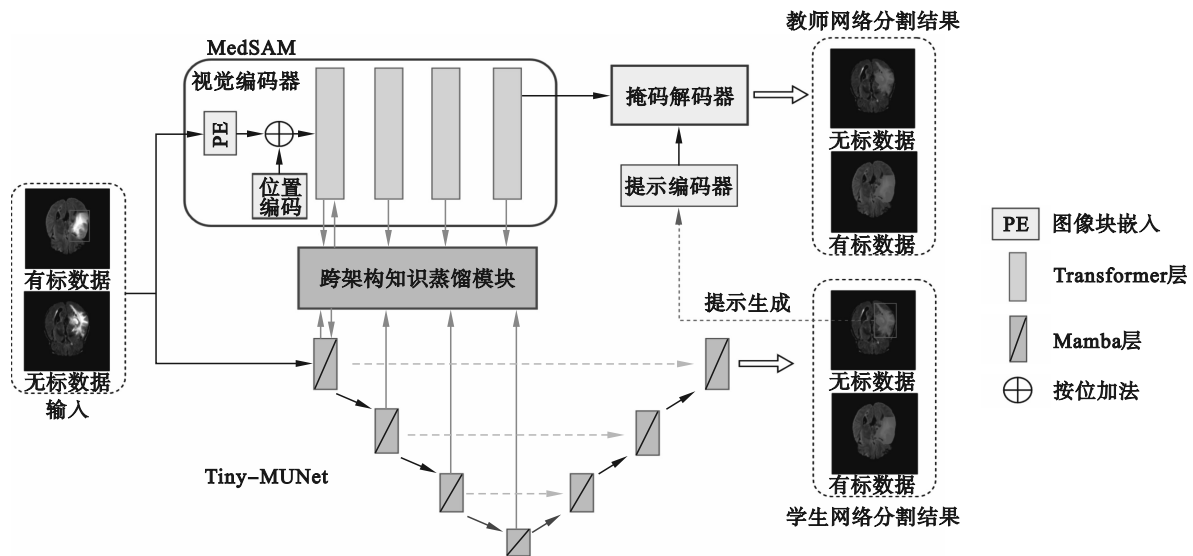 教师网络分割结果
MedSAM
视觉编码器
PE
位置
编码
掩码解码器
提示编码器
无标数据
有标数据
有标数据
无标数据
输入
跨架构知识蒸馏模块
提示生成
Tiny-MUNet
无标数据
有标数据
学生网络分割结果
PE
图像块嵌入
Transformer层
Mamba层
按位加法